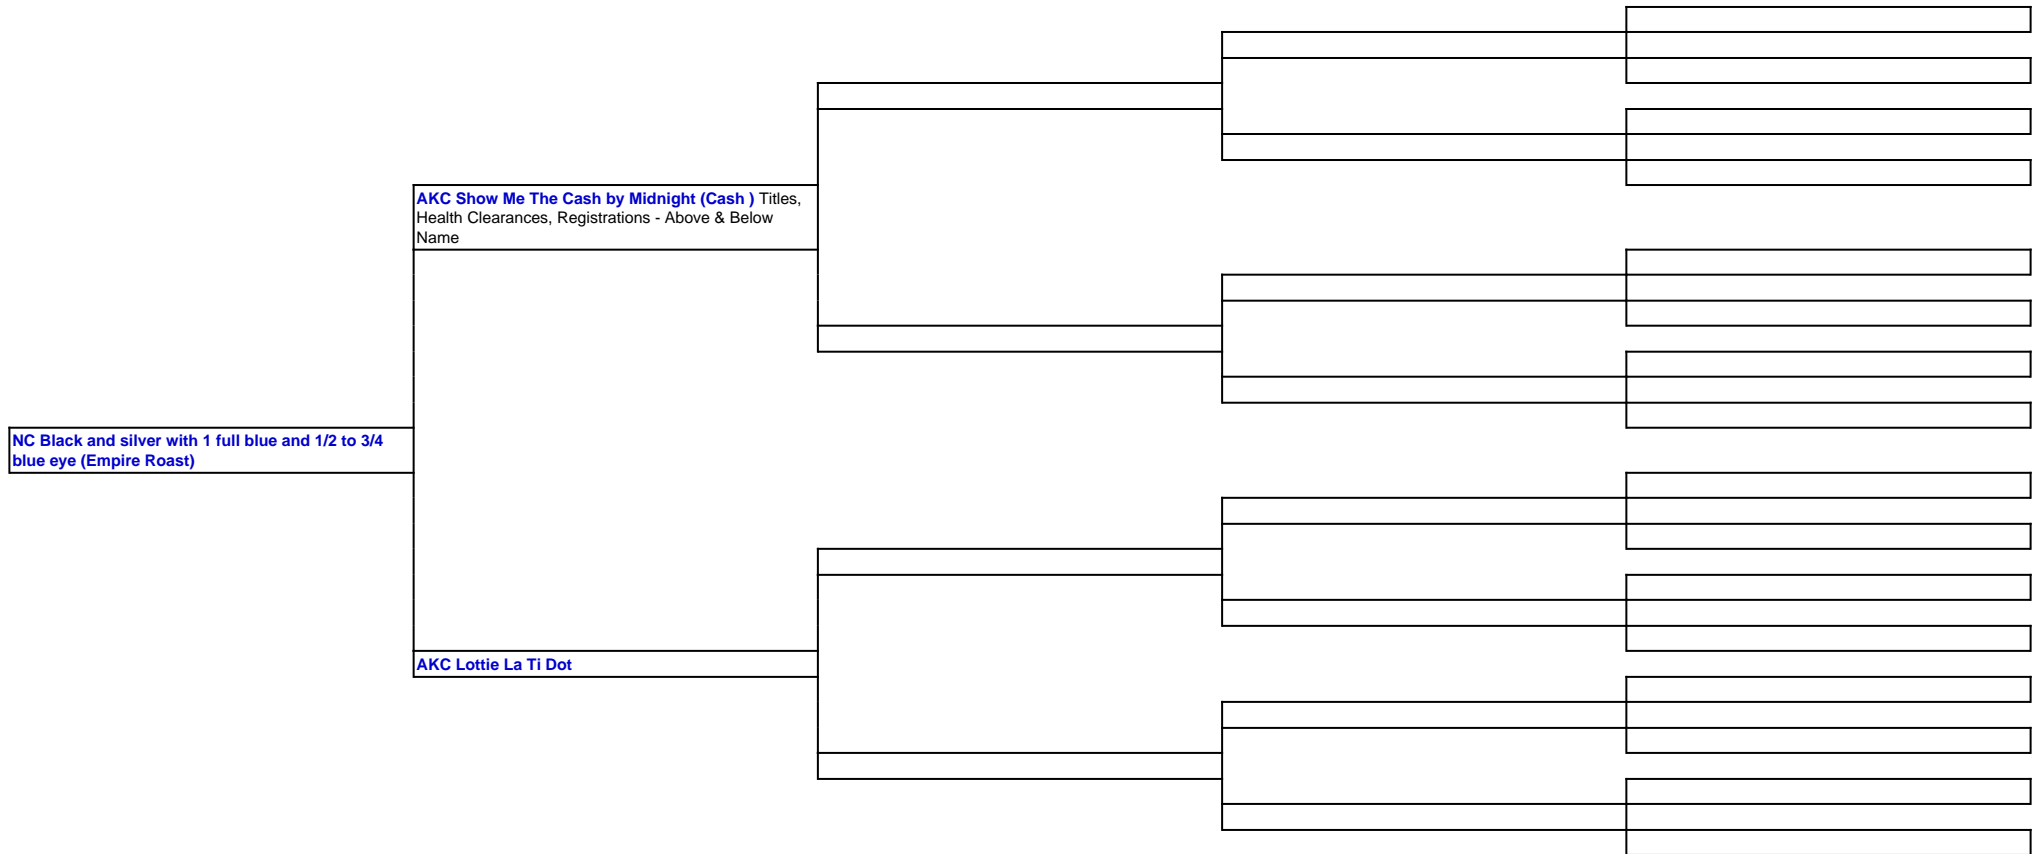 AKC Show Me The Cash by Midnight (Cash ) Titles,
Health Clearances, Registrations - Above & Below
Name
NC Black and silver with 1 full blue and 1/2 to 3/4
blue eye (Empire Roast)
AKC Lottie La Ti Dot